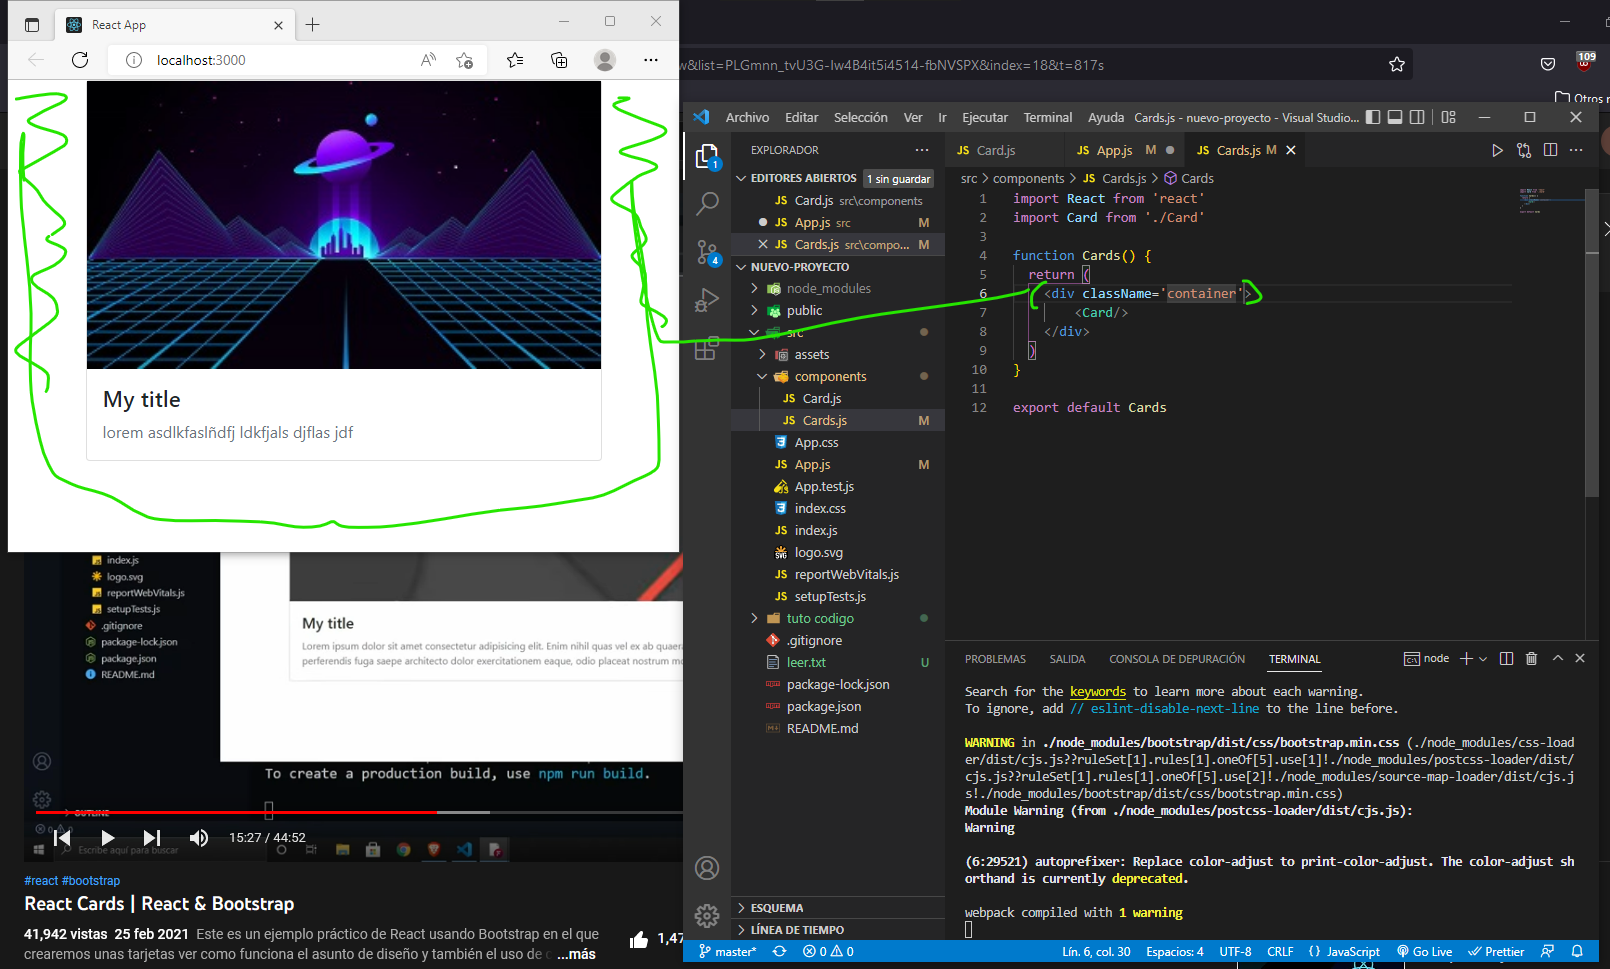 React App
localhost:3000
My title
lorem asdlkfaslñdfj ldkfjals djflas jdf
w&list=PLGmnn_tvU3G-Iw4B4it5i4514-fbNVSPX&index=18&t=817s
109
Otros
Archivo Editar Selección Ver Ir Ejecutar Terminal Ayuda Cards.js - nuevo-proyecto - Visual Studio...
EXPLORADOR
EDITORES ABIERTOS 1 sin guardar
JS Card.js src\components
JS App.js src M
JS Cards.js src\compo... M
NUEVO-PROYECTO
node_modules
public
src
assets
components
JS Card.js
JS Cards.js M
App.css
JS App.js M
App.test.js
index.css
JS index.js
logo.svg
JS reportWebVitals.js
JS setupTests.js
tuto codigo
.gitignore
leer.txt U
package-lock.json
package.json
README.md
ESQUEMA
LÍNEA DE TIEMPO
1
4
JS Card.js JS App.js M JS Cards.js M
src > components > JS Cards.js > Cards
1 import React from 'react'
2 import Card from './Card'
3
4 function Cards() {
5 return (
6 <div className='container'>
7 <Card/>
8 </div>
9 )
10 }
11
12 export default Cards
PROBLEMAS SALIDA CONSOLA DE DEPURACIÓN TERMINAL node
Search for the keywords to learn more about each warning.
To ignore, add // eslint-disable-next-line to the line before.
WARNING in ./node_modules/bootstrap/dist/css/bootstrap.min.css (./node_modules/css-load
er/dist/cjs.js??ruleSet[1].rules[1].oneOf[5].use[1]!./node_modules/postcss-loader/dist/
cjs.js??ruleSet[1].rules[1].oneOf[5].use[2]!./node_modules/source-map-loader/dist/cjs.j
s!./node_modules/bootstrap/dist/css/bootstrap.min.css)
Module Warning (from ./node_modules/postcss-loader/dist/cjs.js):
Warning
(6:29521) autoprefixer: Replace color-adjust to print-color-adjust. The color-adjust sh
orthand is currently deprecated.
webpack compiled with 1 warning
master* 0 0 Lín. 6, col. 30 Espacios: 4 UTF-8 CRLF {} JavaScript Go Live Prettier
index.js
logo.svg
reportWebVitals.js
setupTests.js
.gitignore
package-lock.json
package.json
README.md
OUTLINE
My title
Lorem ipsum dolor sit amet consectetur adipisicing elit. Enim nihil quas vel ex ab quaer
perferendis fuga saepe architecto dolor exercitationem eaque, odio placeat nostrum
To create a production build, use npm run build.
15:27 / 44:52
Escribe aquí para buscar
#react #bootstrap
React Cards | React & Bootstrap
41,942 vistas 25 feb 2021 Este es un ejemplo práctico de React usando Bootstrap en el que
crearemos unas tarjetas ver como funciona el asunto de diseño y también el uso de ...más
1,47